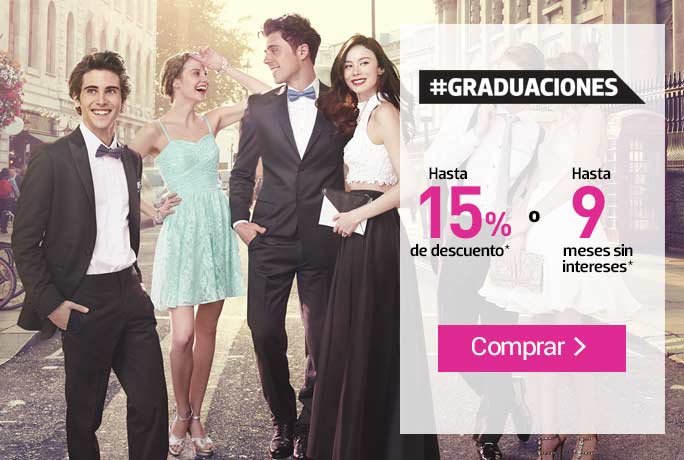 #GRADUACIONES
Hasta
15%
de descuento*
o
Hasta
9
meses sin
intereses*
Comprar >